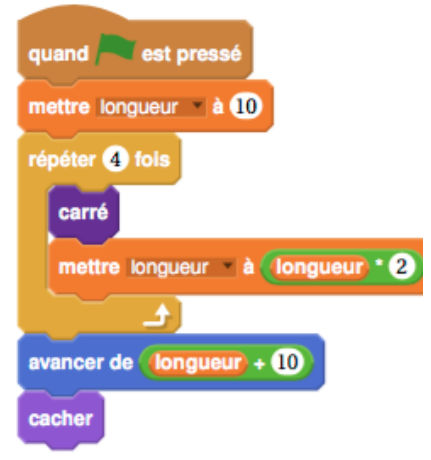 quand est pressé
mettre longueur à 10
répéter 4 fois
carré
mettre longueur à longueur * 2
avancer de longueur + 10
cacher